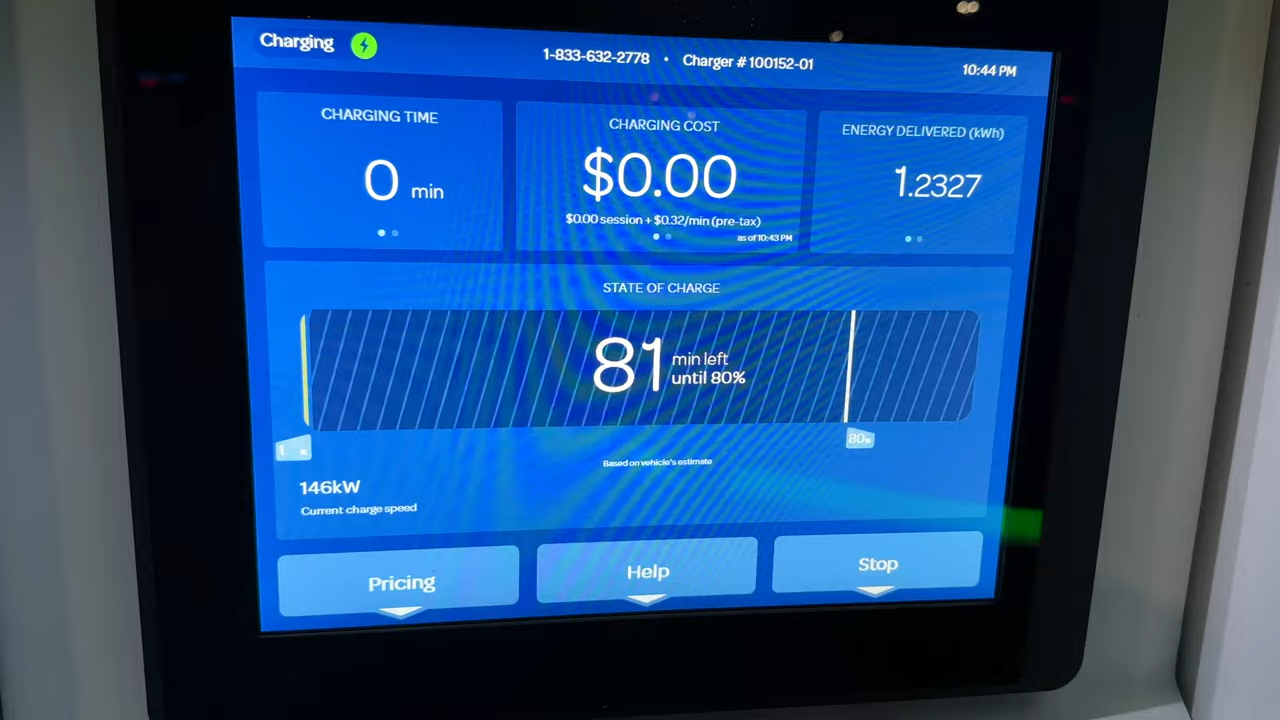 Charging
1-833-632-2778 • Charger # 100152-01
10:44 PM
CHARGING TIME
0 min
CHARGING COST
$0.00
$0.00 session + $0.32/min (pre-tax)
as of 10:43 PM
ENERGY DELIVERED (kWh)
1.2327
STATE OF CHARGE
81 min left
until 80%
80%
Based on vehicle's estimate
146kW
Current charge speed
Pricing
Help
Stop